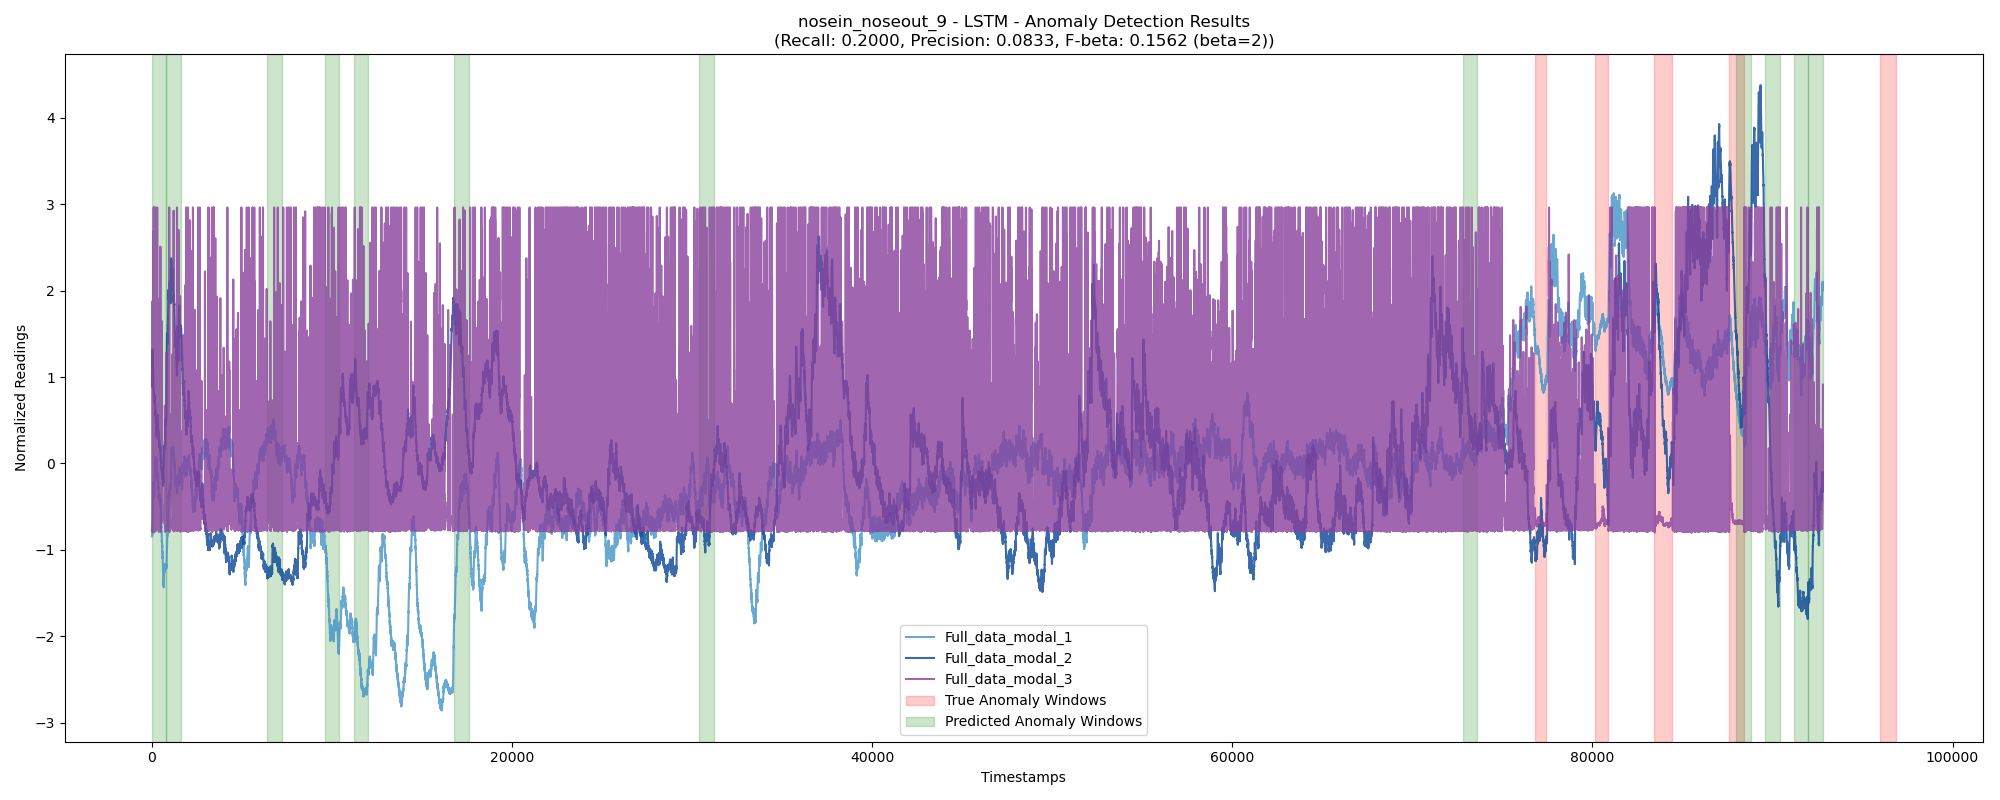 nosein_noseout_9 - LSTM - Anomaly Detection Results
(Recall: 0.2000, Precision: 0.0833, F-beta: 0.1562 (beta=2))
Normalized Readings
4
3
2
1
0
−1
−2
−3
Full_data_modal_1
Full_data_modal_2
Full_data_modal_3
True Anomaly Windows
Predicted Anomaly Windows
0
20000
40000
60000
80000
100000
Timestamps